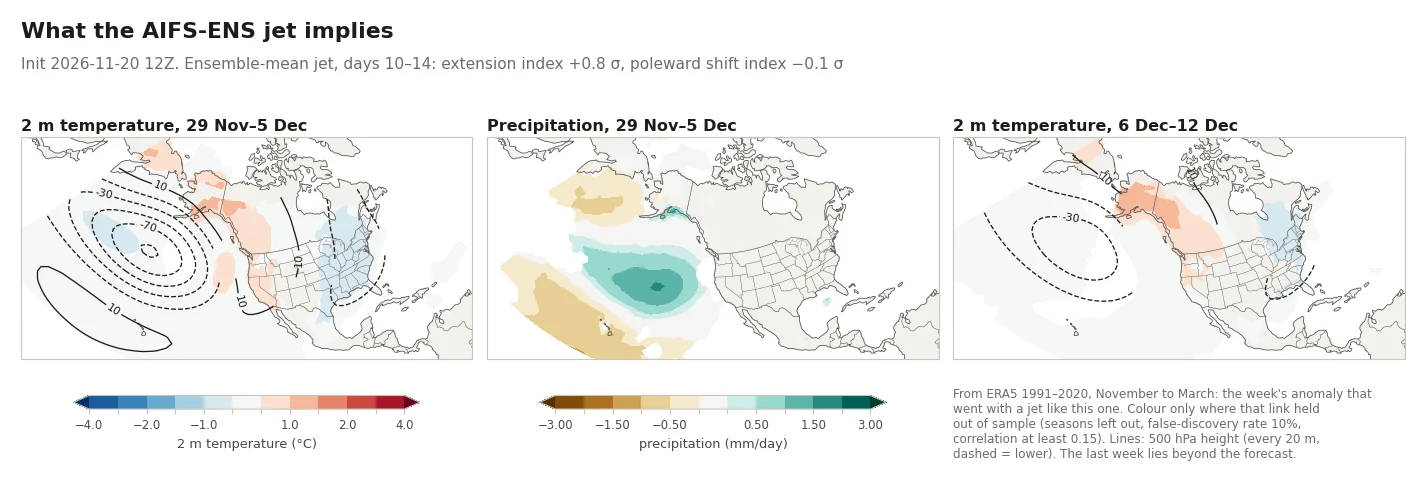 What the AIFS-ENS jet implies
Init 2026-11-20 12Z. Ensemble-mean jet, days 10–14: extension index +0.8 σ, poleward shift index −0.1 σ
2 m temperature, 29 Nov–5 Dec
Precipitation, 29 Nov–5 Dec
2 m temperature, 6 Dec–12 Dec
10
-30
-70
-10
10
10
10
-30
10
−4.0 −2.0 −1.0 1.0 2.0 4.0
2 m temperature (°C)
−3.00 −1.50 −0.50 0.50 1.50 3.00
precipitation (mm/day)
From ERA5 1991–2020, November to March: the week's anomaly that
went with a jet like this one. Colour only where that link held
out of sample (seasons left out, false-discovery rate 10%,
correlation at least 0.15). Lines: 500 hPa height (every 20 m,
dashed = lower). The last week lies beyond the forecast.